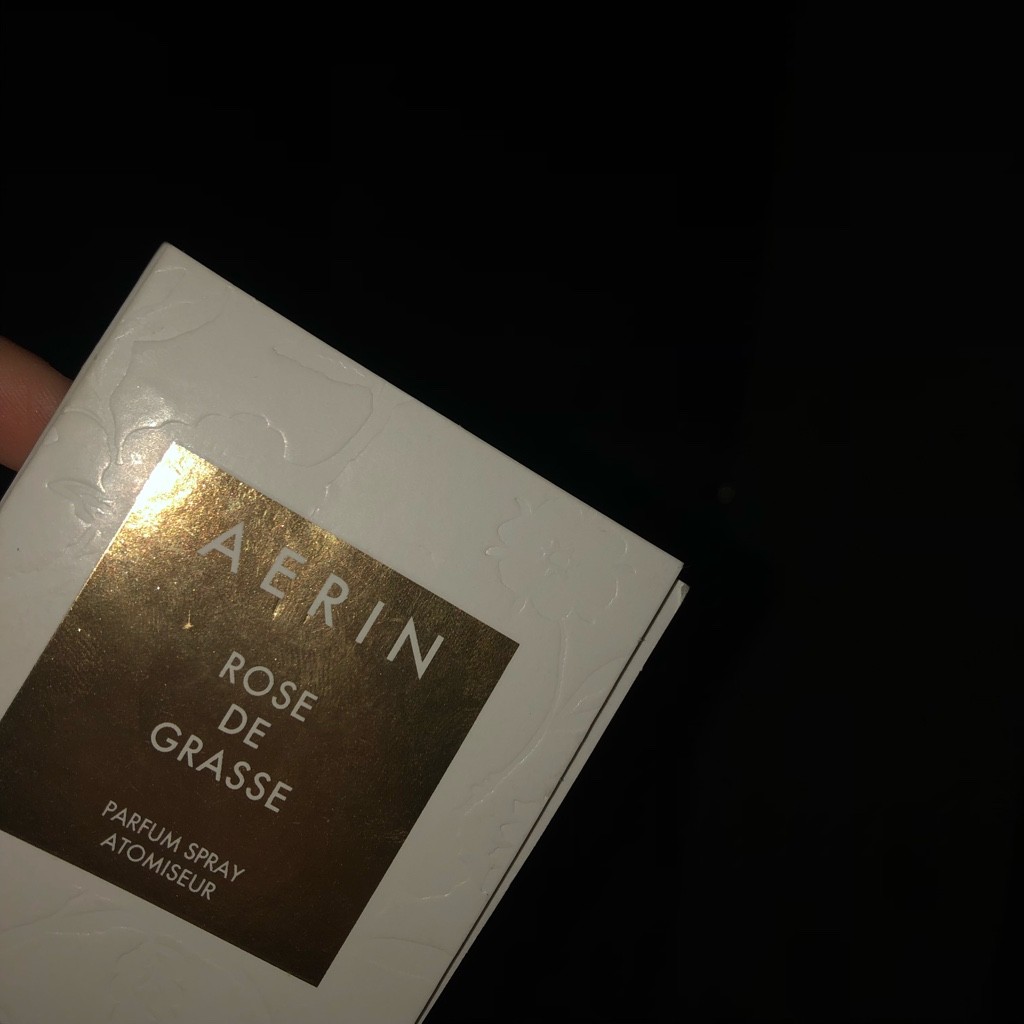 AERIN
ROSE
DE
GRASSE
PARFUM SPRAY
ATOMISEUR